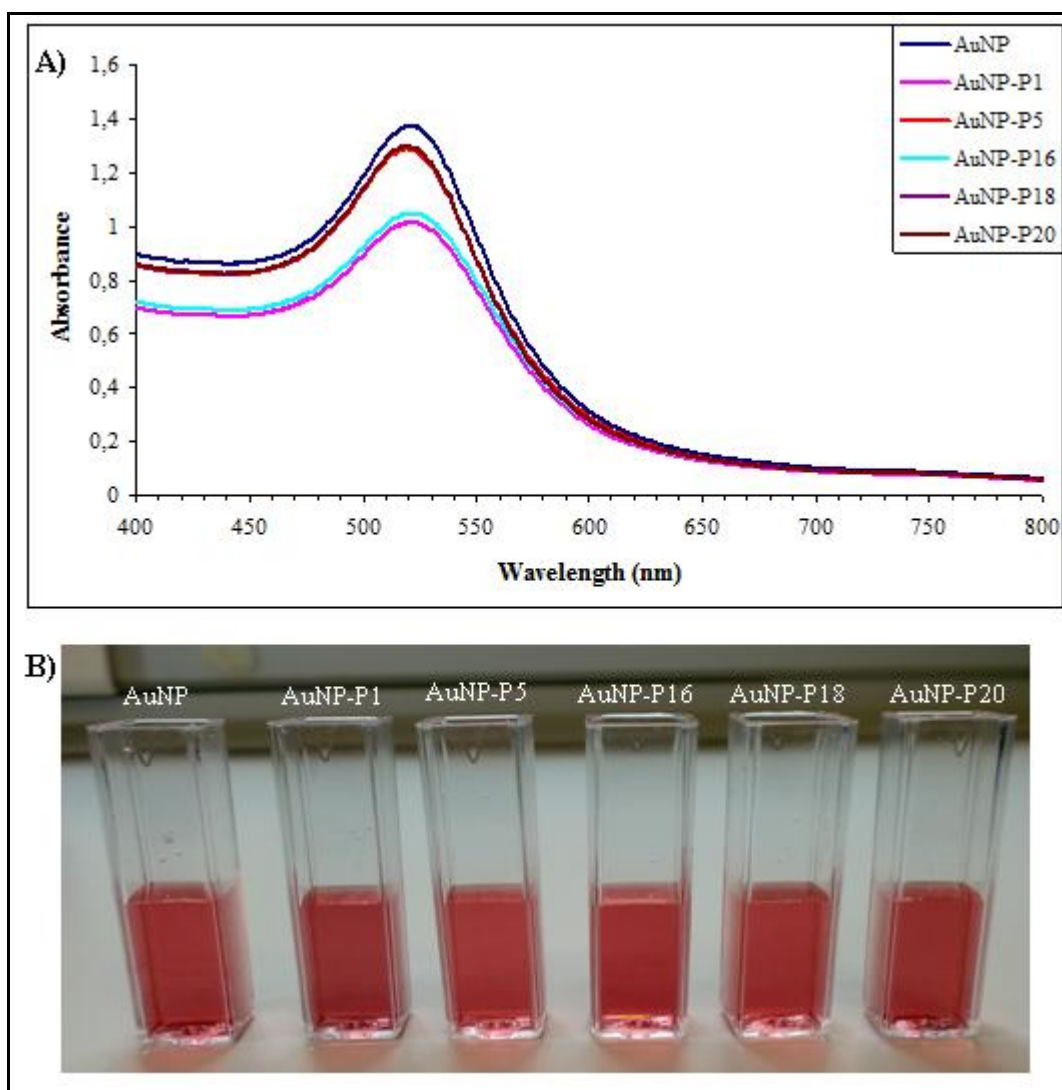 A)
Absorbance
1,6
1,4
1,2
1
0,8
0,6
0,4
0,2
0
400 450 500 550 600 650 700 750 800
Wavelength (nm)
AuNP
AuNP-P1
AuNP-P5
AuNP-P16
AuNP-P18
AuNP-P20
B)
AuNP AuNP-P1 AuNP-P5 AuNP-P16 AuNP-P18 AuNP-P20